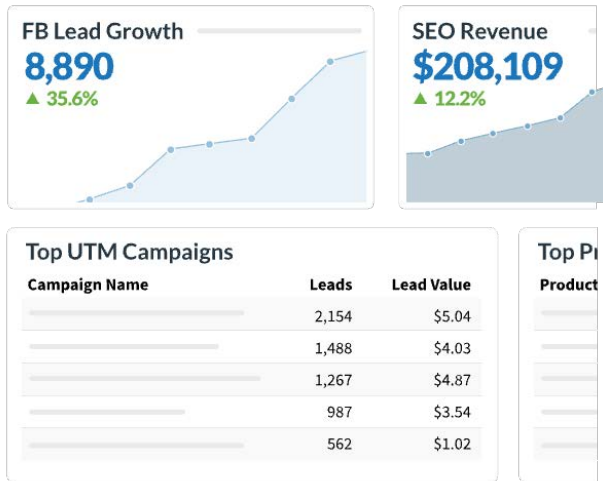 FB Lead Growth
8,890
▲ 35.6%
SEO Revenue
$208,109
▲ 12.2%
Top UTM Campaigns
Campaign Name Leads Lead Value
2,154 $5.04
1,488 $4.03
1,267 $4.87
987 $3.54
562 $1.02
Top
Product